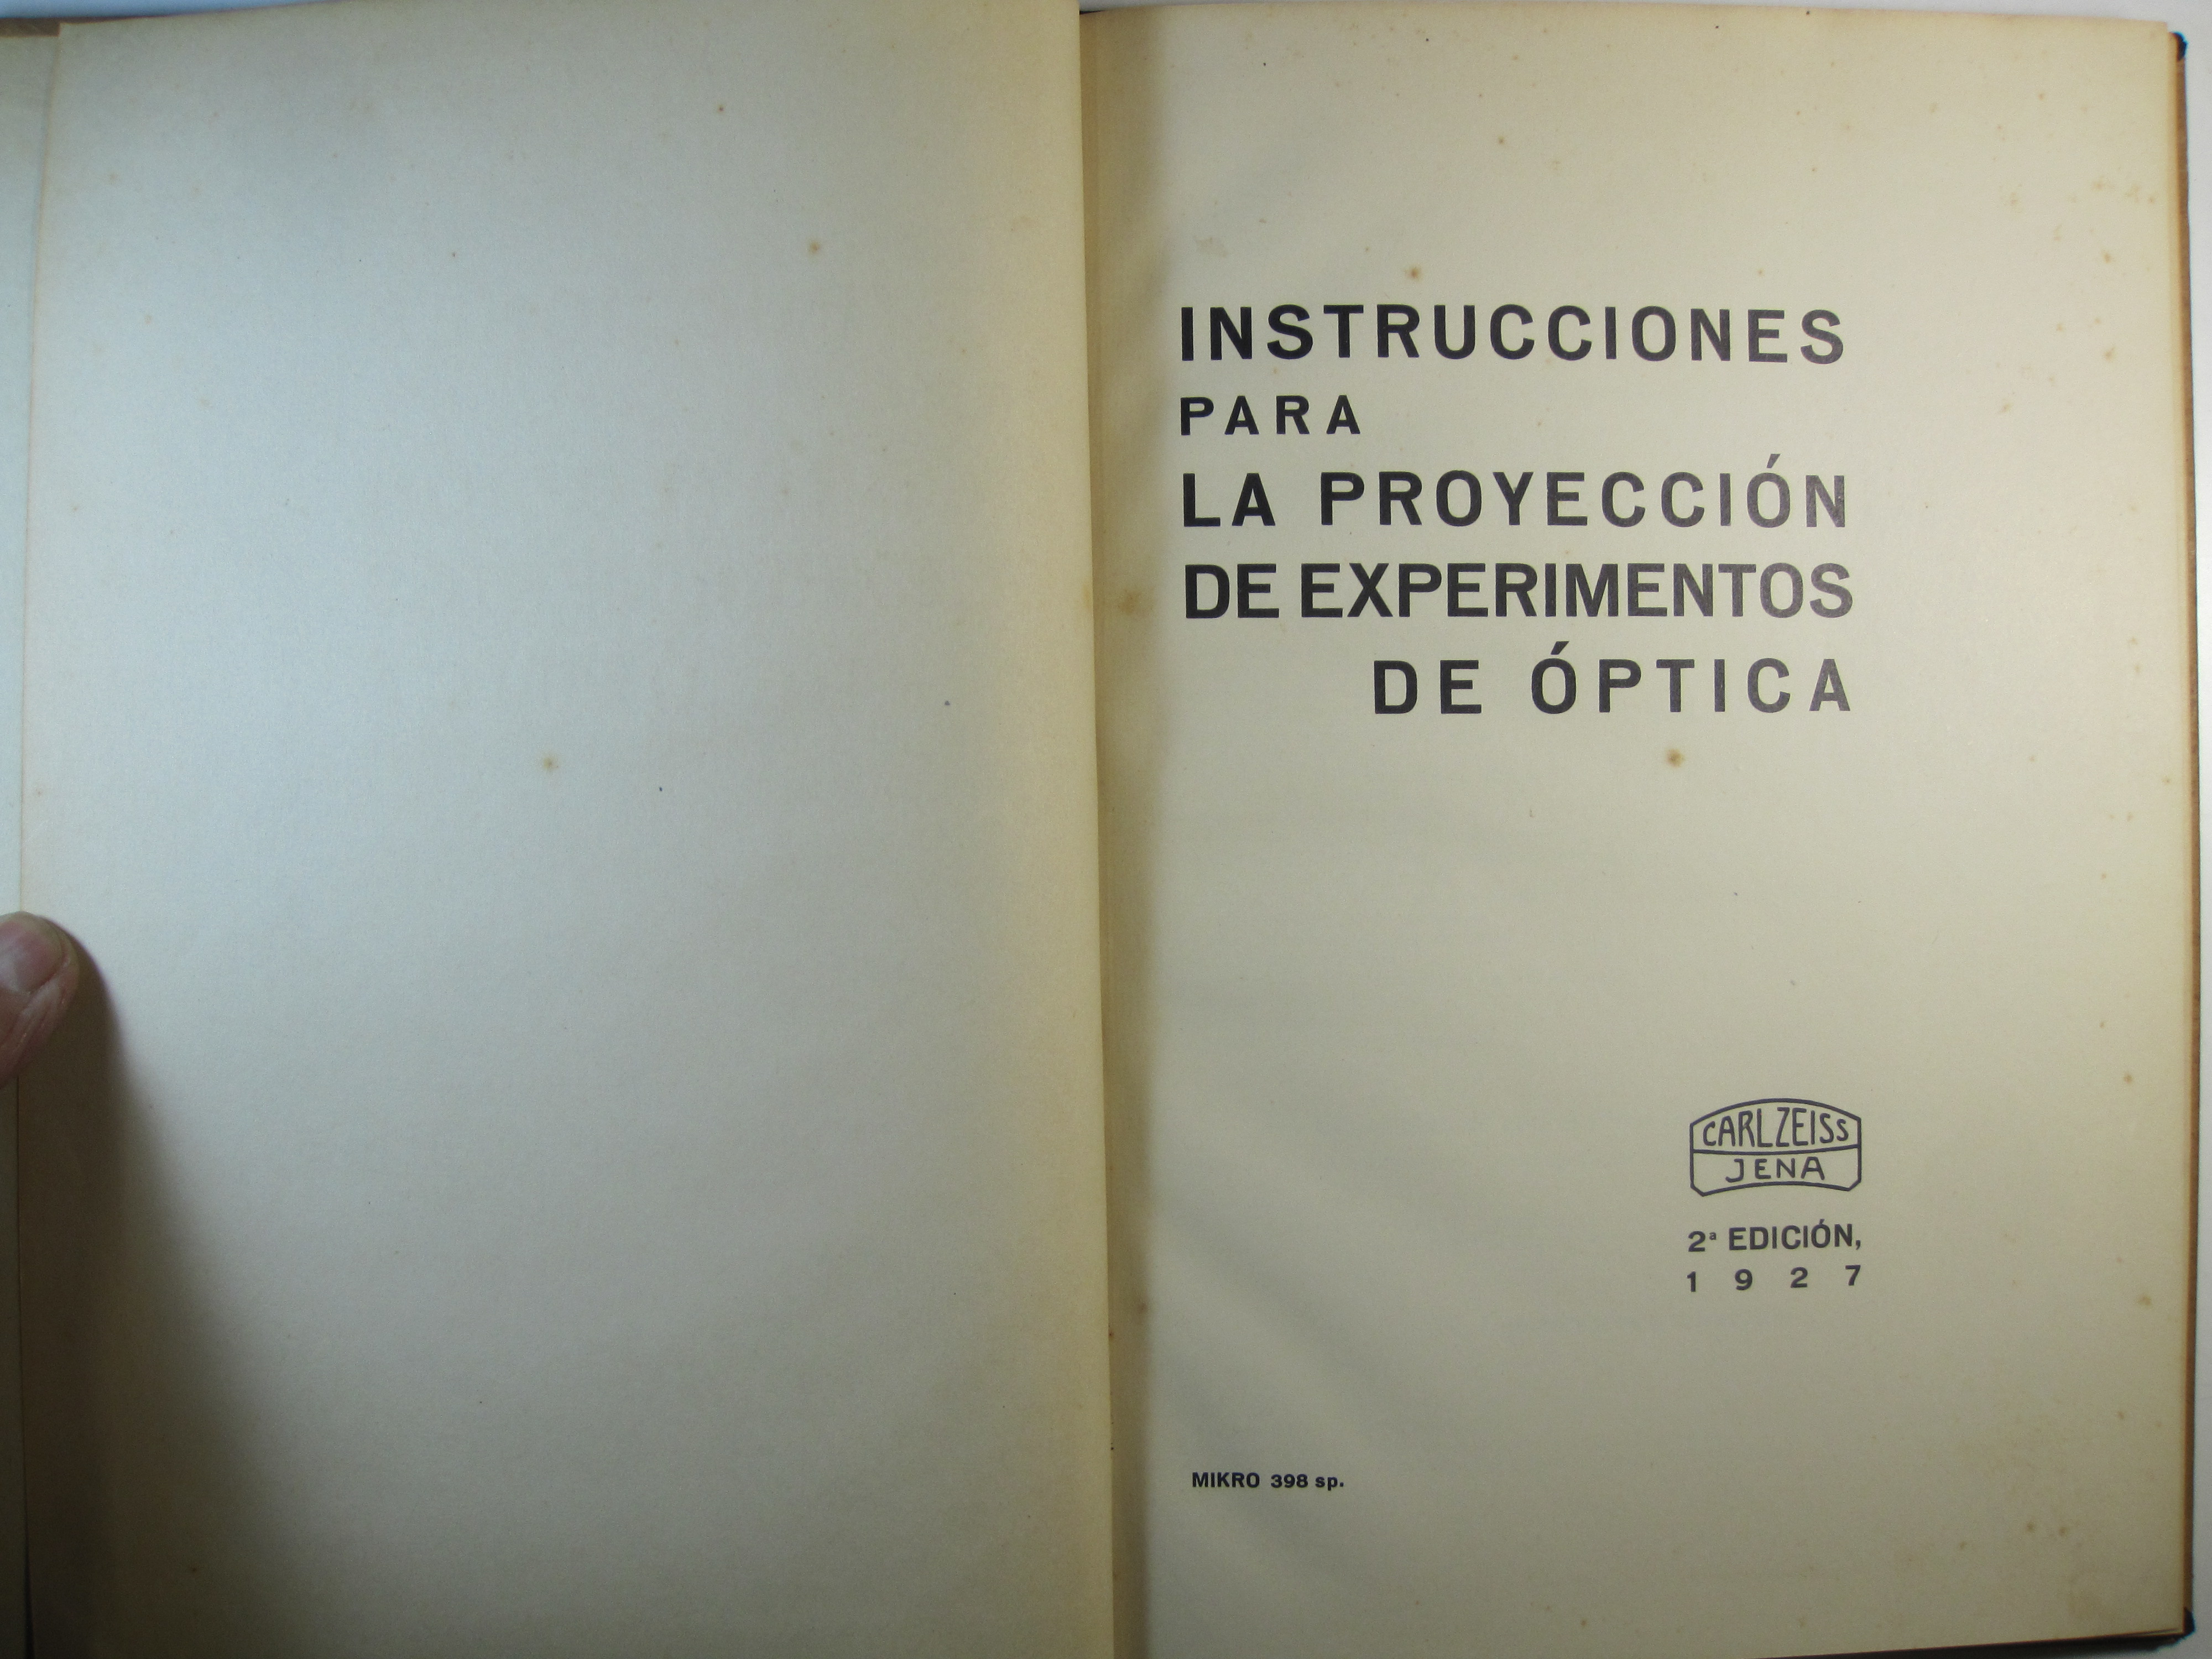 INSTRUCCIONES
PARA
LA PROYECCIÓN
DE EXPERIMENTOS
DE ÓPTICA
CARL ZEISS
JENA
2ª EDICIÓN,
1 9 2 7
MIKRO 398 sp.